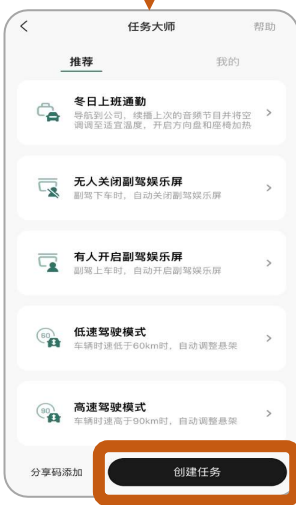 任务大师
帮助
推荐
我的
冬日上班通勤
导航到公司，续播上次的音频节目并将空
调调至适宜温度，开启方向盘和座椅加热
无人关闭副驾娱乐屏
副驾下车时，自动关闭副驾娱乐屏
有人开启副驾娱乐屏
副驾上车时，自动开启副驾娱乐屏
60
低速驾驶模式
车辆时速低于60km时，自动调整悬架
90
高速驾驶模式
车辆时速高于90km时，自动调整悬架
分享码添加
创建任务